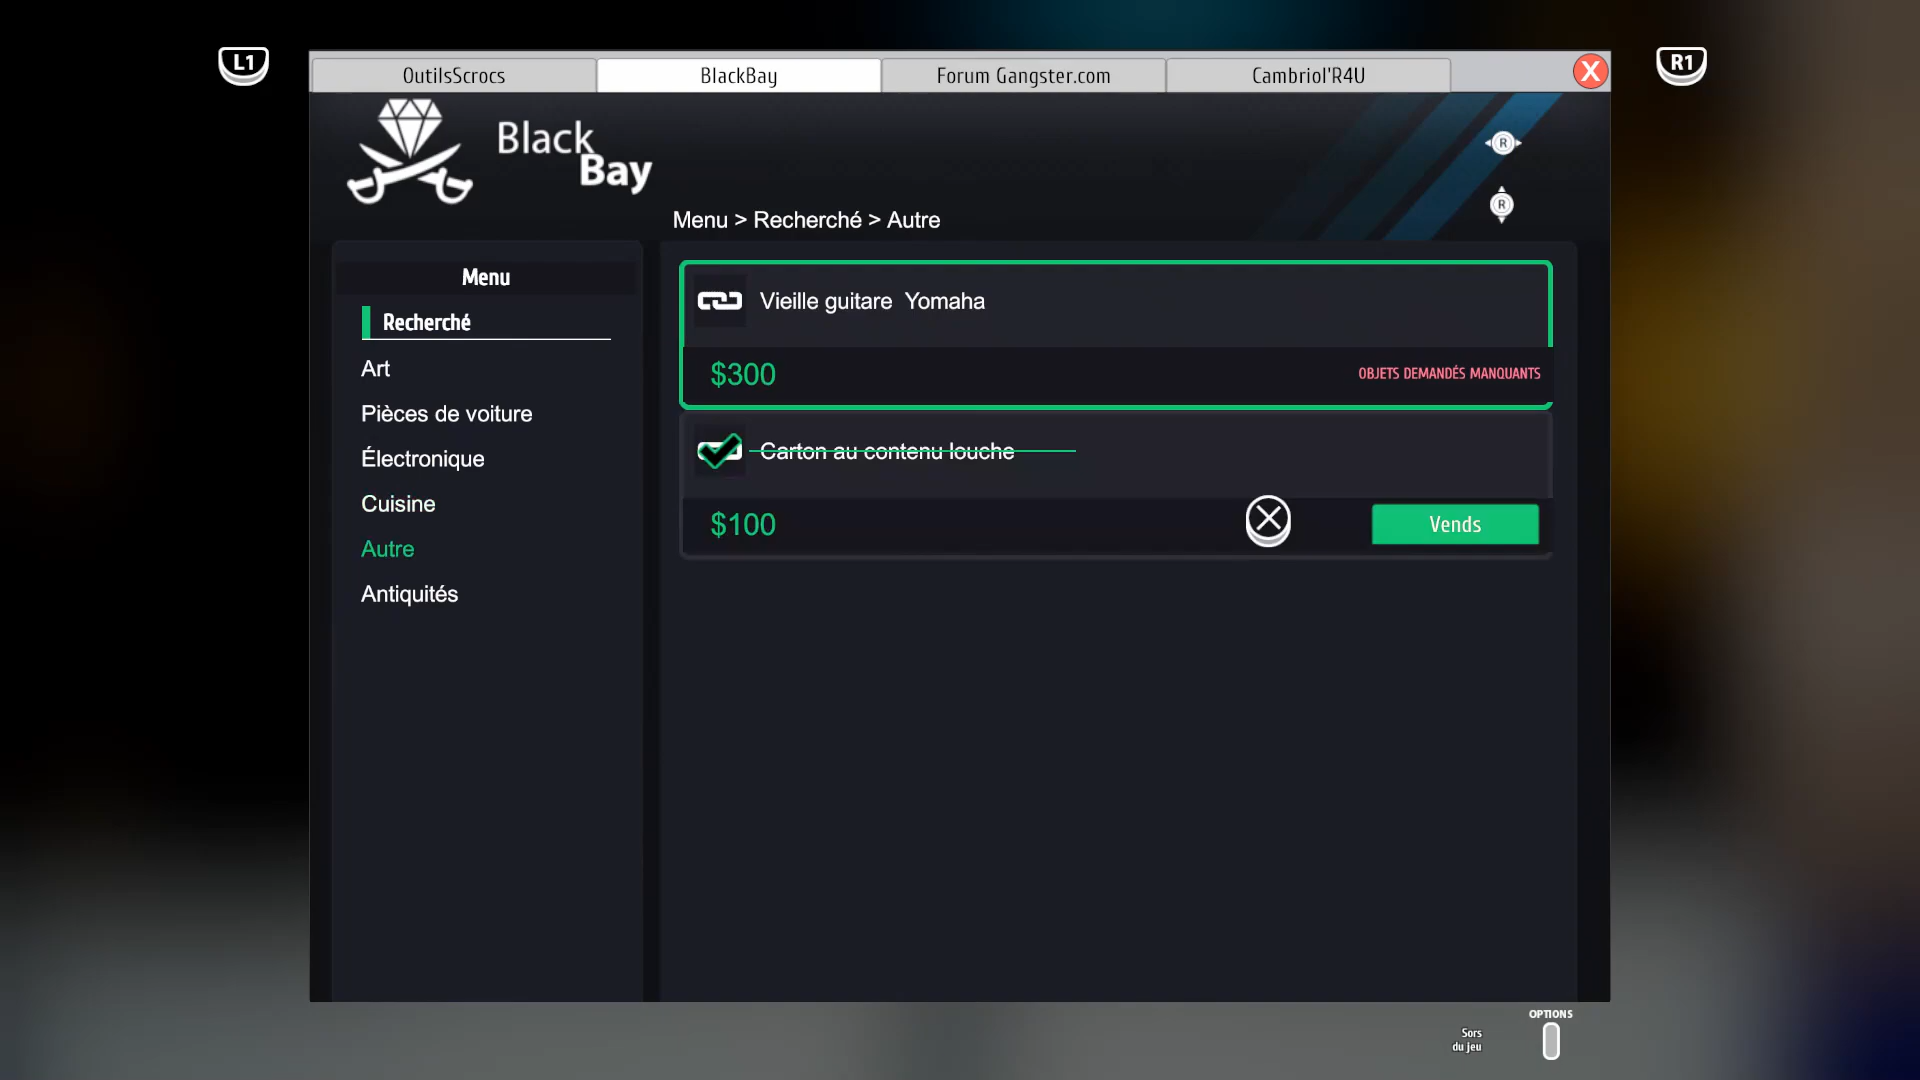 L1
OutilsScrocs
BlackBay
Forum Gangster.com
Cambriol'R4U
X
R1
Black
Bay
R
R
Menu > Recherché > Autre
Menu
Recherché
Art
Pièces de voiture
Électronique
Cuisine
Autre
Antiquités
Vieille guitare Yomaha
$300
OBJETS DEMANDÉS MANQUANTS
Carton au contenu louche
$100
Vends
OPTIONS
Sors
du jeu